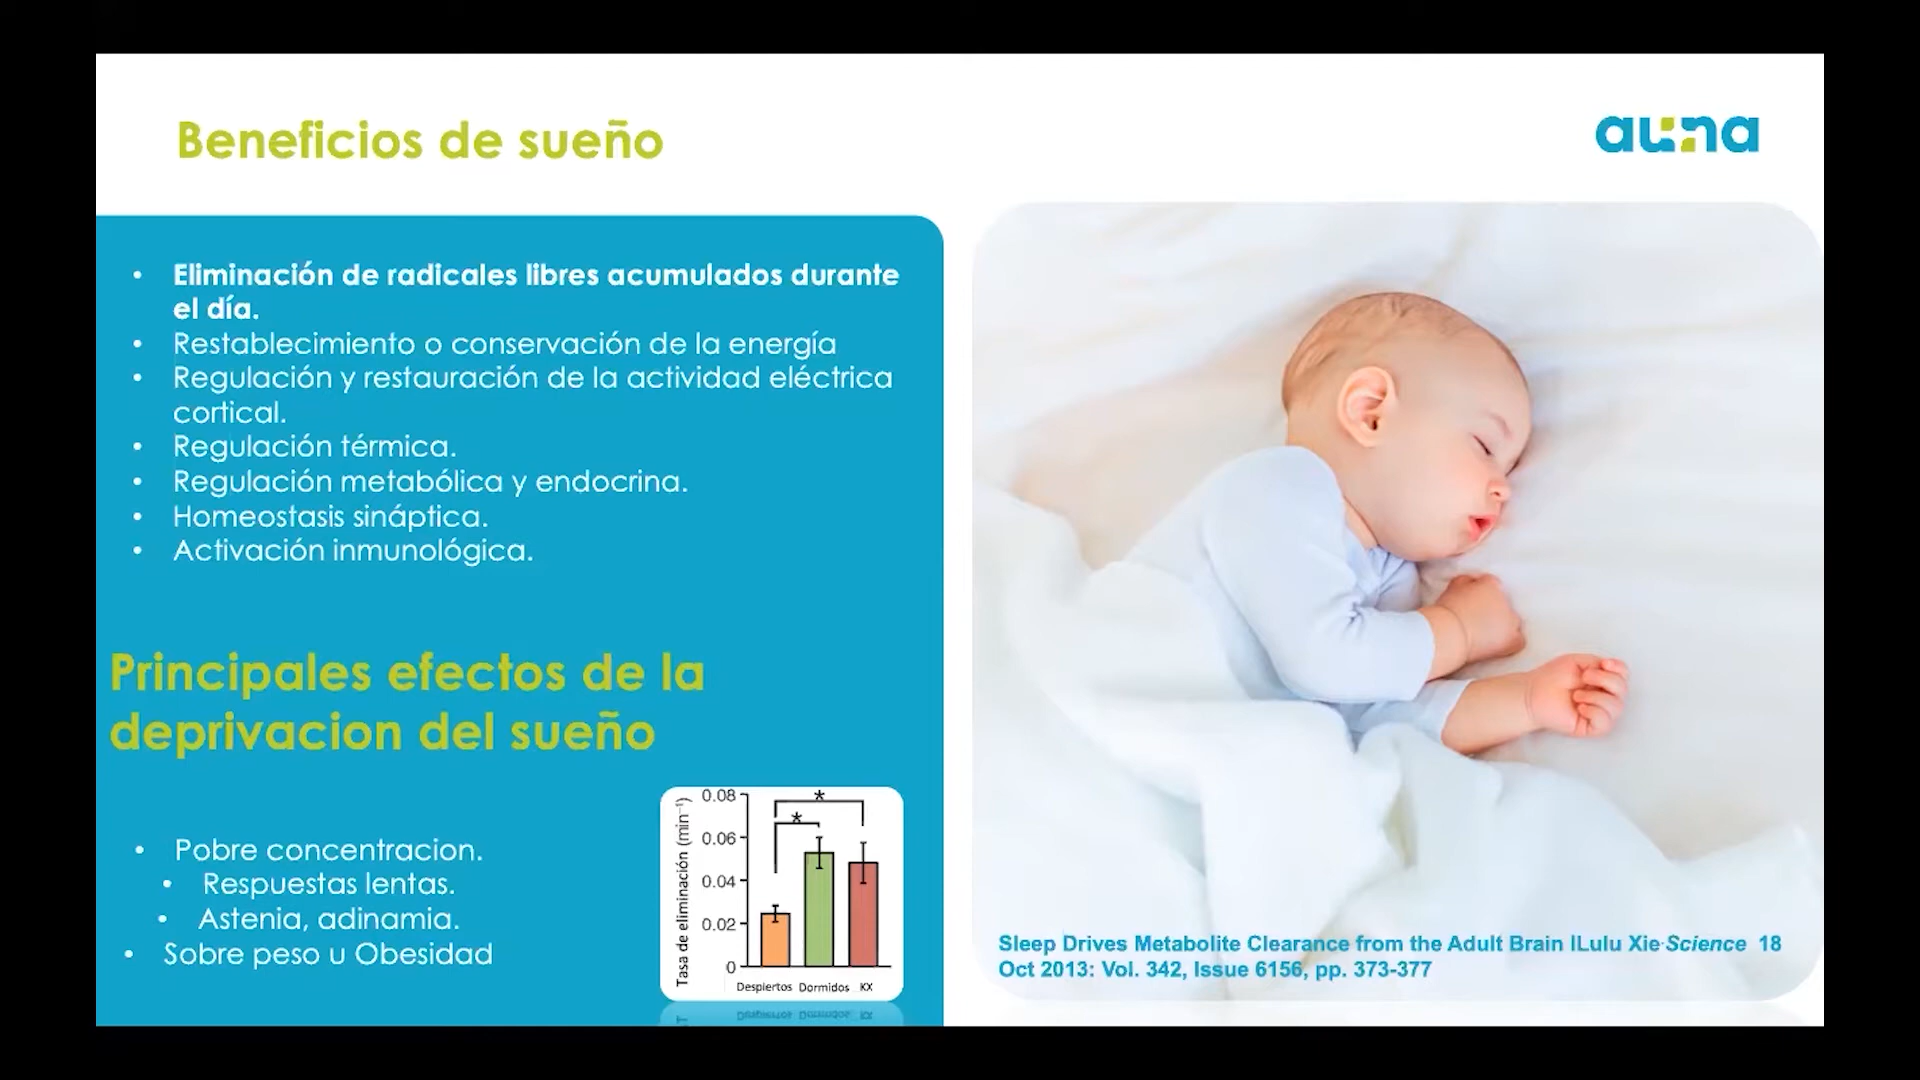 Beneficios de sueño
auna
• Eliminación de radicales libres acumulados durante
el día.
• Restablecimiento o conservación de la energía
• Regulación y restauración de la actividad eléctrica
cortical.
• Regulación térmica.
• Regulación metabólica y endocrina.
• Homeostasis sináptica.
• Activación inmunológica.
Principales efectos de la
deprivacion del sueño
• Pobre concentracion.
• Respuestas lentas.
• Astenia, adinamia.
• Sobre peso u Obesidad
Tasa de eliminación (min⁻¹)
0.08
0.06
0.04
0.02
0
* 
*
Despiertos Dormidos KX
Sleep Drives Metabolite Clearance from the Adult Brain lLulu Xie Science 18
Oct 2013: Vol. 342, Issue 6156, pp. 373-377